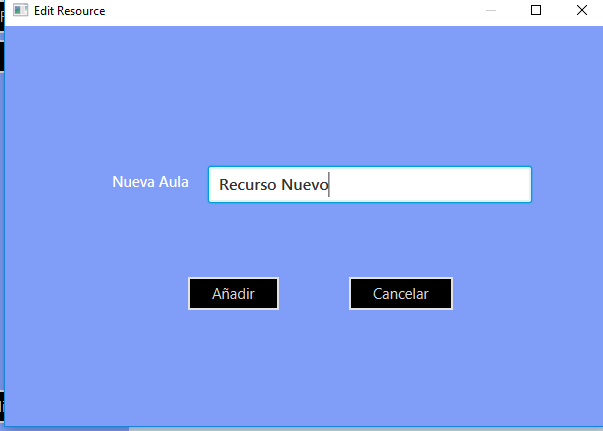 Edit Resource
Nueva Aula
Recurso Nuevo
Añadir
Cancelar